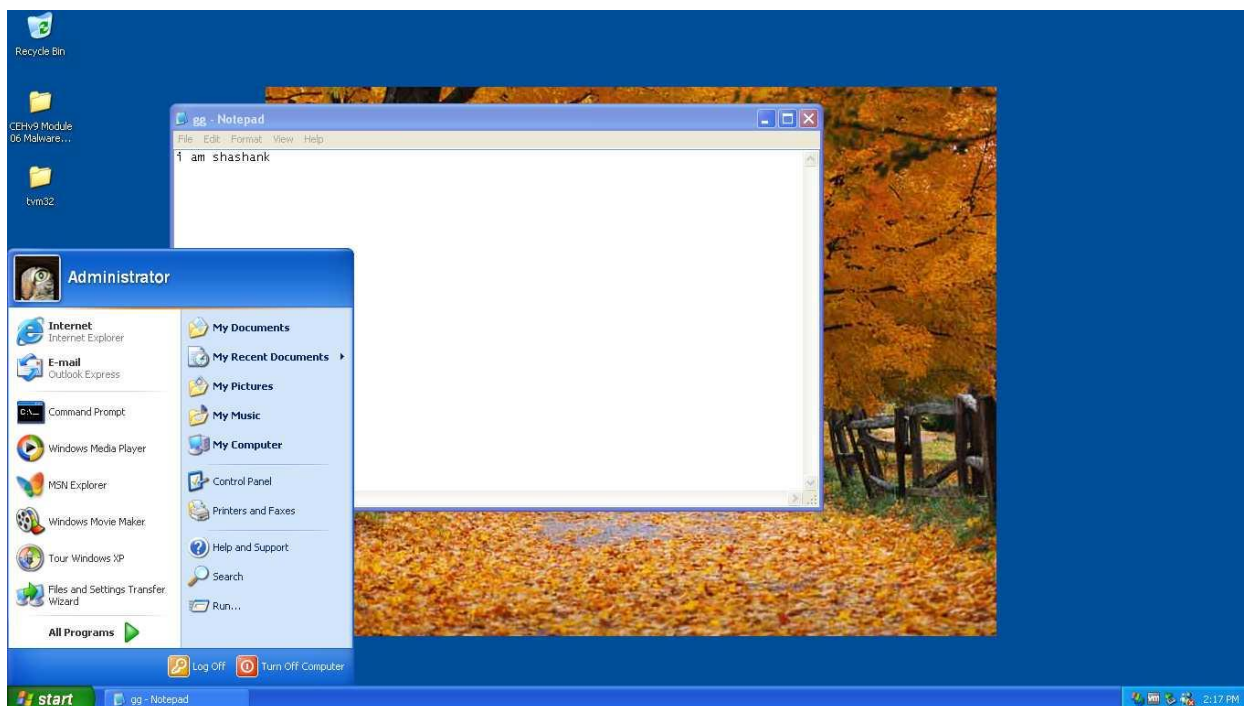 Recycle Bin
CEHv9 Module
06 Malware...
tvm32
gg - Notepad
File Edit Format View Help
i am shashank
Administrator
Internet
Internet Explorer
E-mail
Outlook Express
Command Prompt
Windows Media Player
MSN Explorer
Windows Movie Maker
Tour Windows XP
Files and Settings Transfer
Wizard
All Programs
My Documents
My Recent Documents
My Pictures
My Music
My Computer
Control Panel
Printers and Faxes
Help and Support
Search
Run...
Log Off Turn Off Computer
start gg - Notepad 2:17 PM